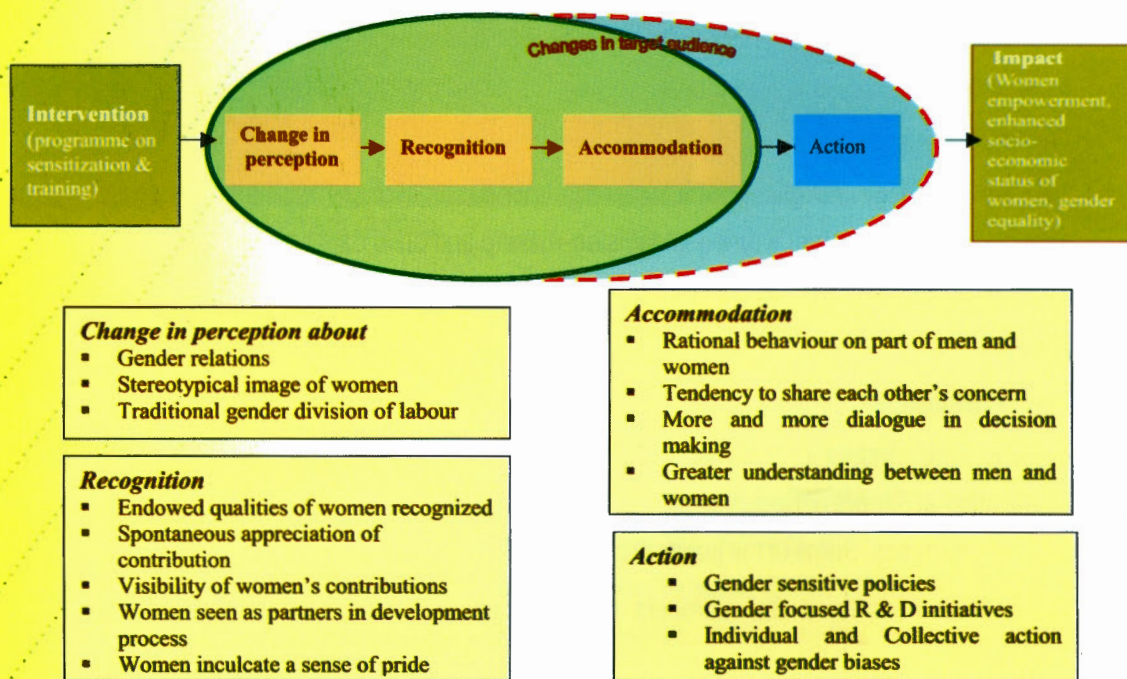 Changes in target audience
Intervention
(programme on
sensitization &
training)
Change in
perception
Recognition
Accommodation
Action
Impact
(Women
empowerment,
enhanced
socio-
economic
status of
women, gender
equality)
Change in perception about
▪ Gender relations
▪ Stereotypical image of women
▪ Traditional gender division of labour
Recognition
▪ Endowed qualities of women recognized
▪ Spontaneous appreciation of
contribution
▪ Visibility of women's contributions
▪ Women seen as partners in development
process
▪ Women inculcate a sense of pride
Accommodation
▪ Rational behaviour on part of men and
women
▪ Tendency to share each other's concern
▪ More and more dialogue in decision
making
▪ Greater understanding between men and
women
Action
▪ Gender sensitive policies
▪ Gender focused R & D initiatives
▪ Individual and Collective action
against gender biases